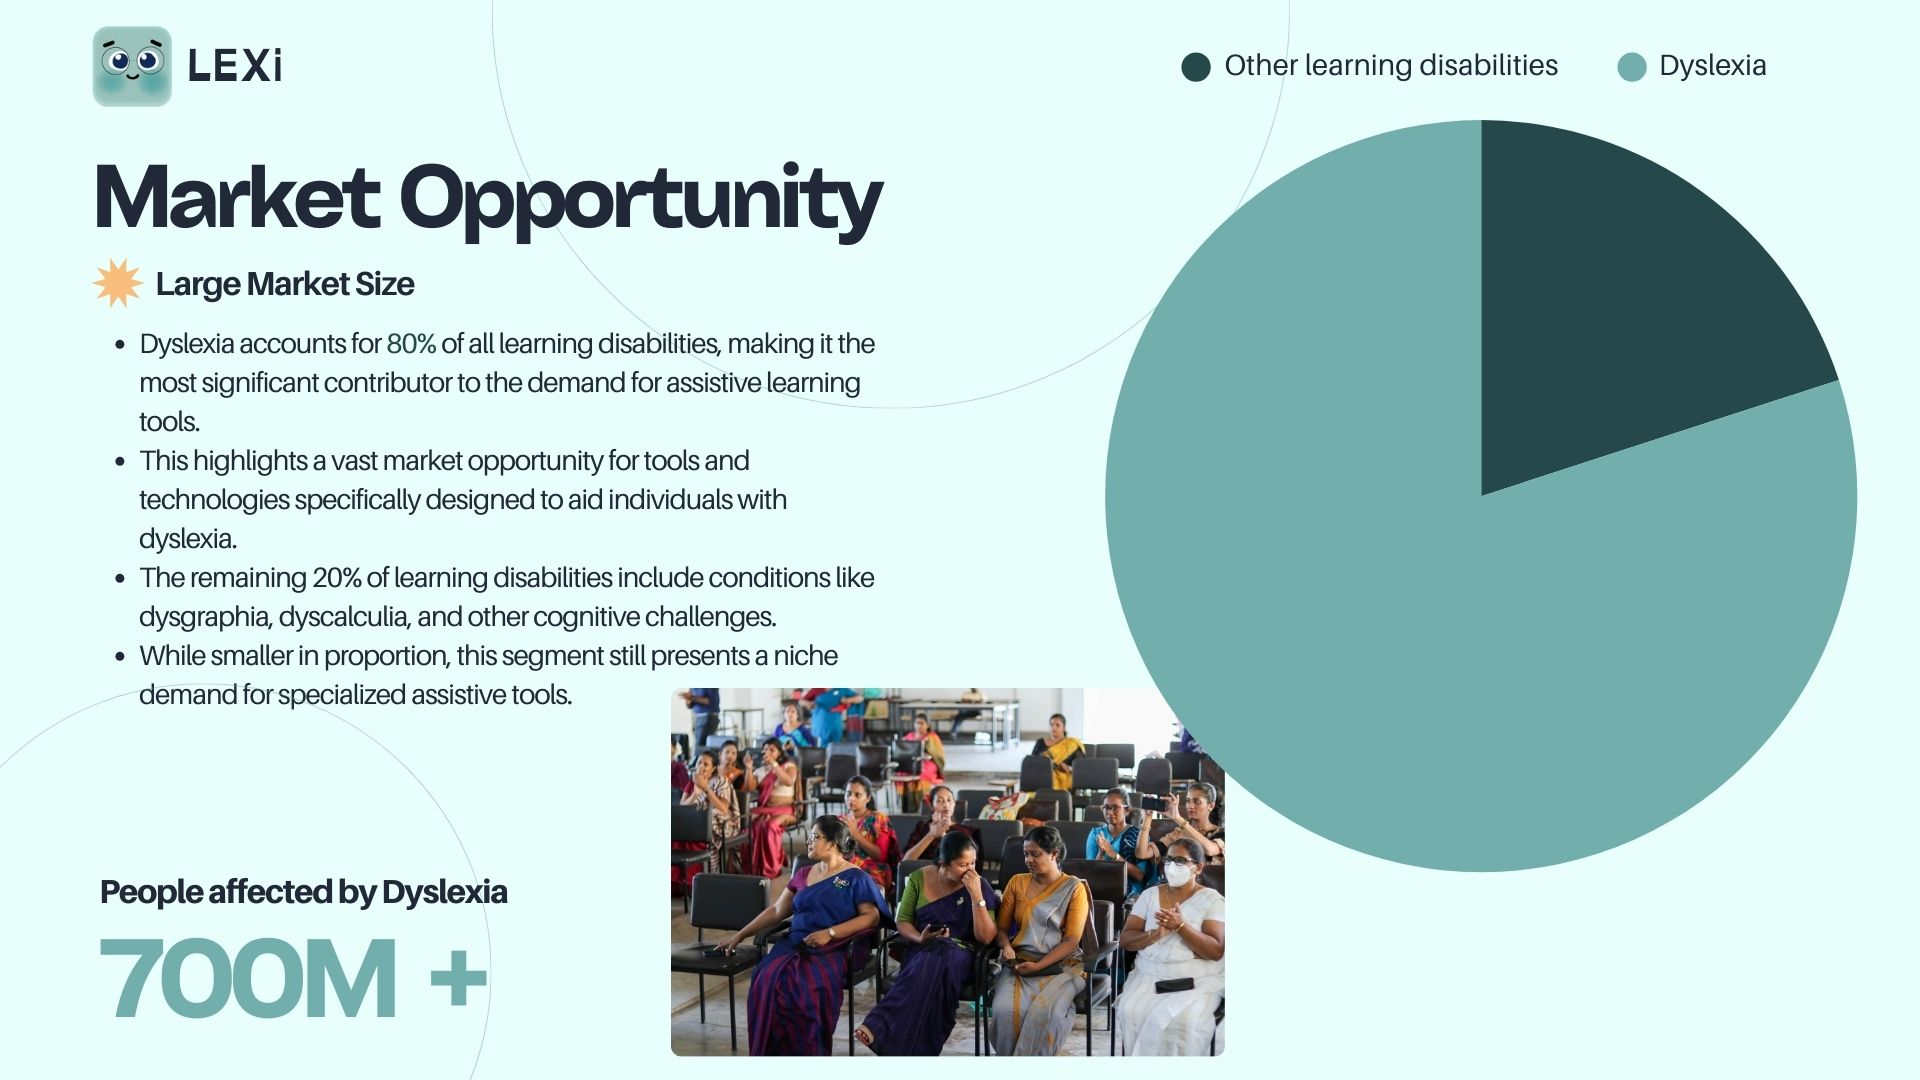 LEXi
Other learning disabilities
Dyslexia
Market Opportunity
Large Market Size
• Dyslexia accounts for 80% of all learning disabilities, making it the
most significant contributor to the demand for assistive learning
tools.
• This highlights a vast market opportunity for tools and
technologies specifically designed to aid individuals with
dyslexia.
• The remaining 20% of learning disabilities include conditions like
dysgraphia, dyscalculia, and other cognitive challenges.
• While smaller in proportion, this segment still presents a niche
demand for specialized assistive tools.
People affected by Dyslexia
700M +